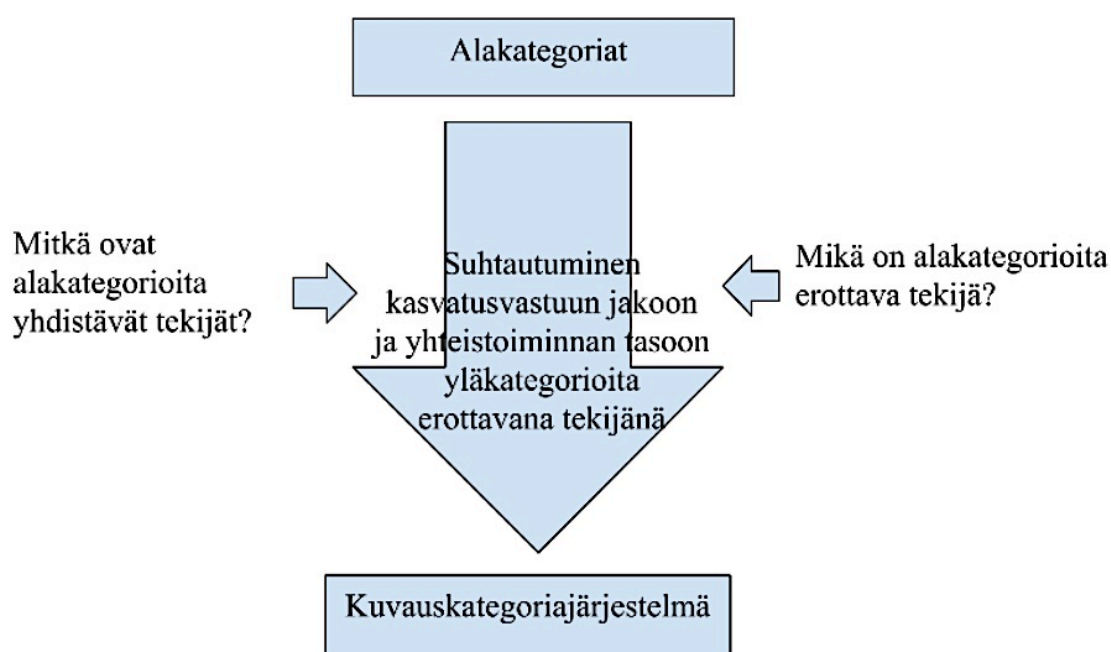 Alakategoriat
Mitkä ovat
alakategorioita
yhdistävät tekijät?
Suhtautuminen
kasvatusvastuun jakoon
ja yhteistoiminnan tasoon
yläkategorioita
erottavana tekijänä
Mikä on alakategorioita
erottava tekijä?
Kuvauskategoriajärjestelmä